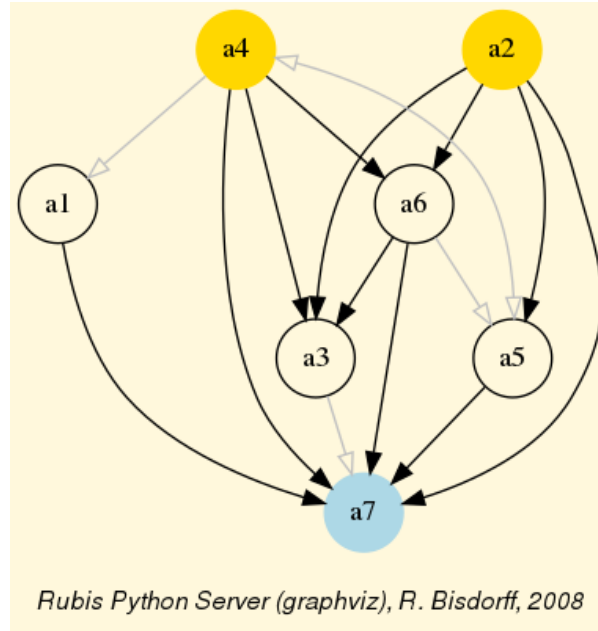 a4 a2
a1 a6
a3 a5
a7
Rubis Python Server (graphviz), R. Bisdorff, 2008